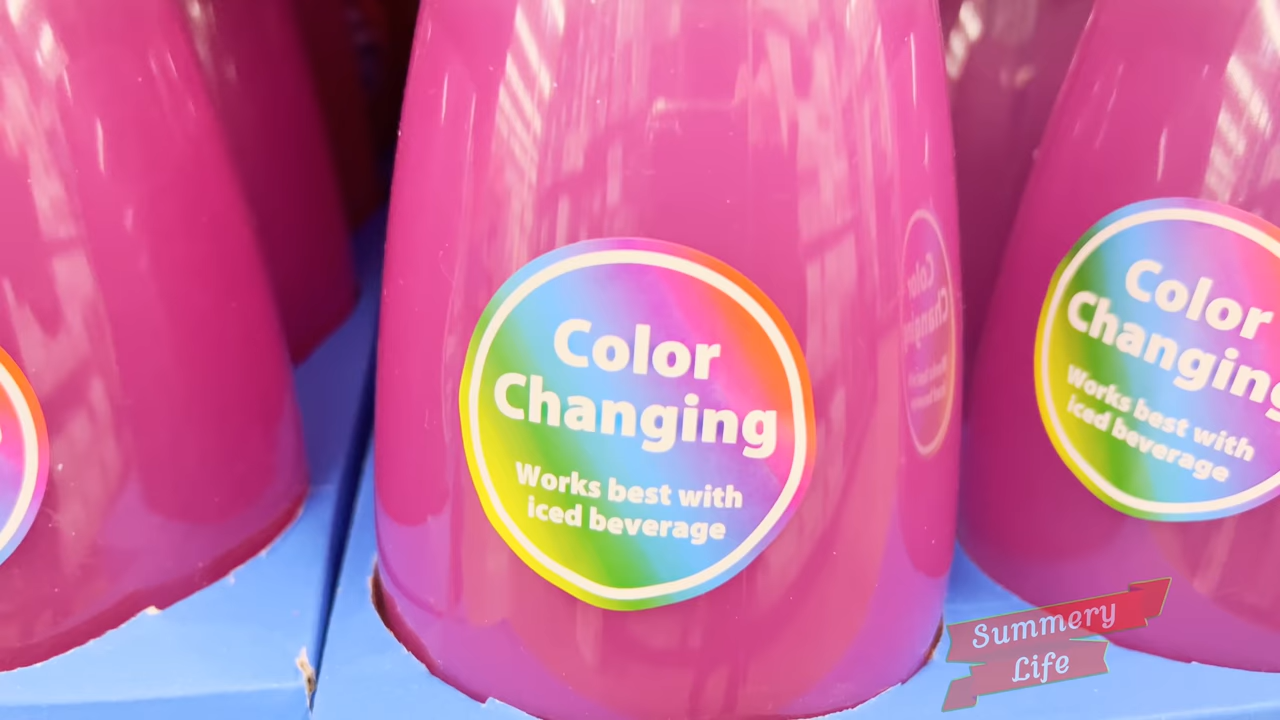 Color
Changing
Works best with
iced beverage
Color
Changing
Works best with
iced beverage
Summery
Life